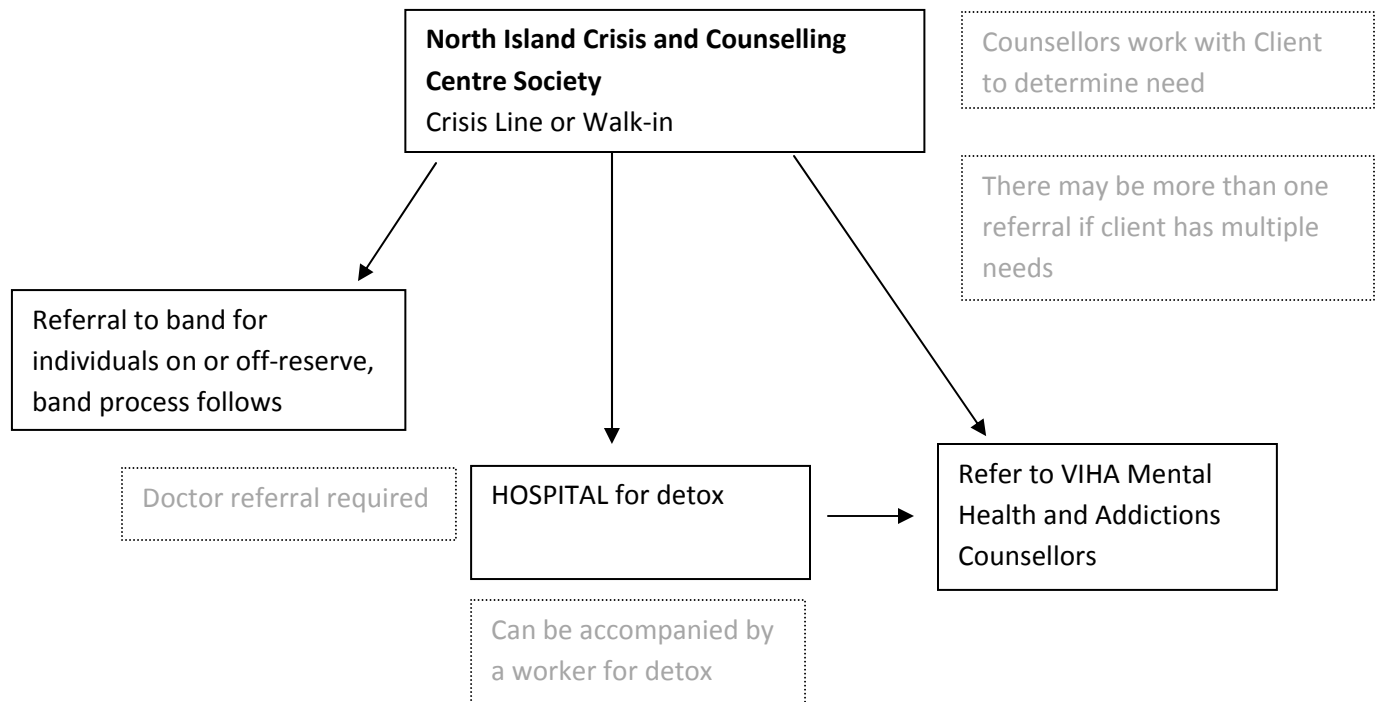 North Island Crisis and Counselling
Centre Society
Crisis Line or Walk-in
Counsellors work with Client
to determine need
There may be more than one
referral if client has multiple
needs
Referral to band for
individuals on or off-reserve,
band process follows
Doctor referral required
HOSPITAL for detox
Refer to VIHA Mental
Health and Addictions
Counsellors
Can be accompanied by
a worker for detox